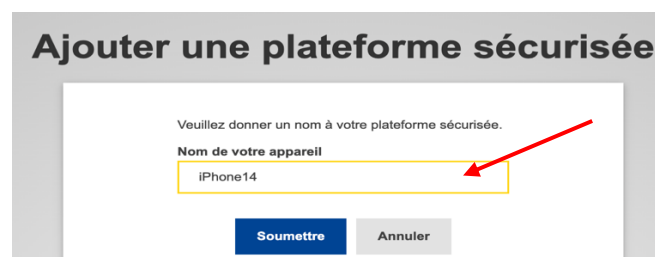 Ajouter une plateforme sécurisée
Veuillez donner un nom à votre plateforme sécurisée.
Nom de votre appareil
iPhone14
Soumettre Annuler